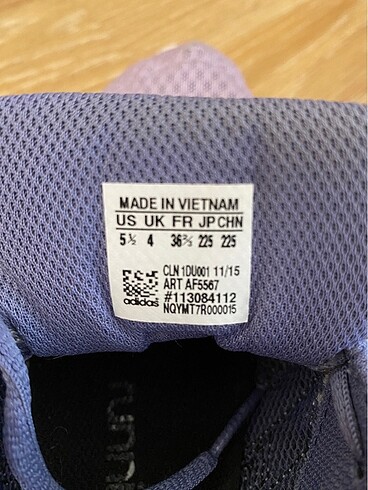 MADE IN VIETNAM
US UK FR JP CHN
5½ 4 36⅔ 225 225
CLN 1DU001 11/15
ART AF5567
#113084112
adidas NQYMT7R000015